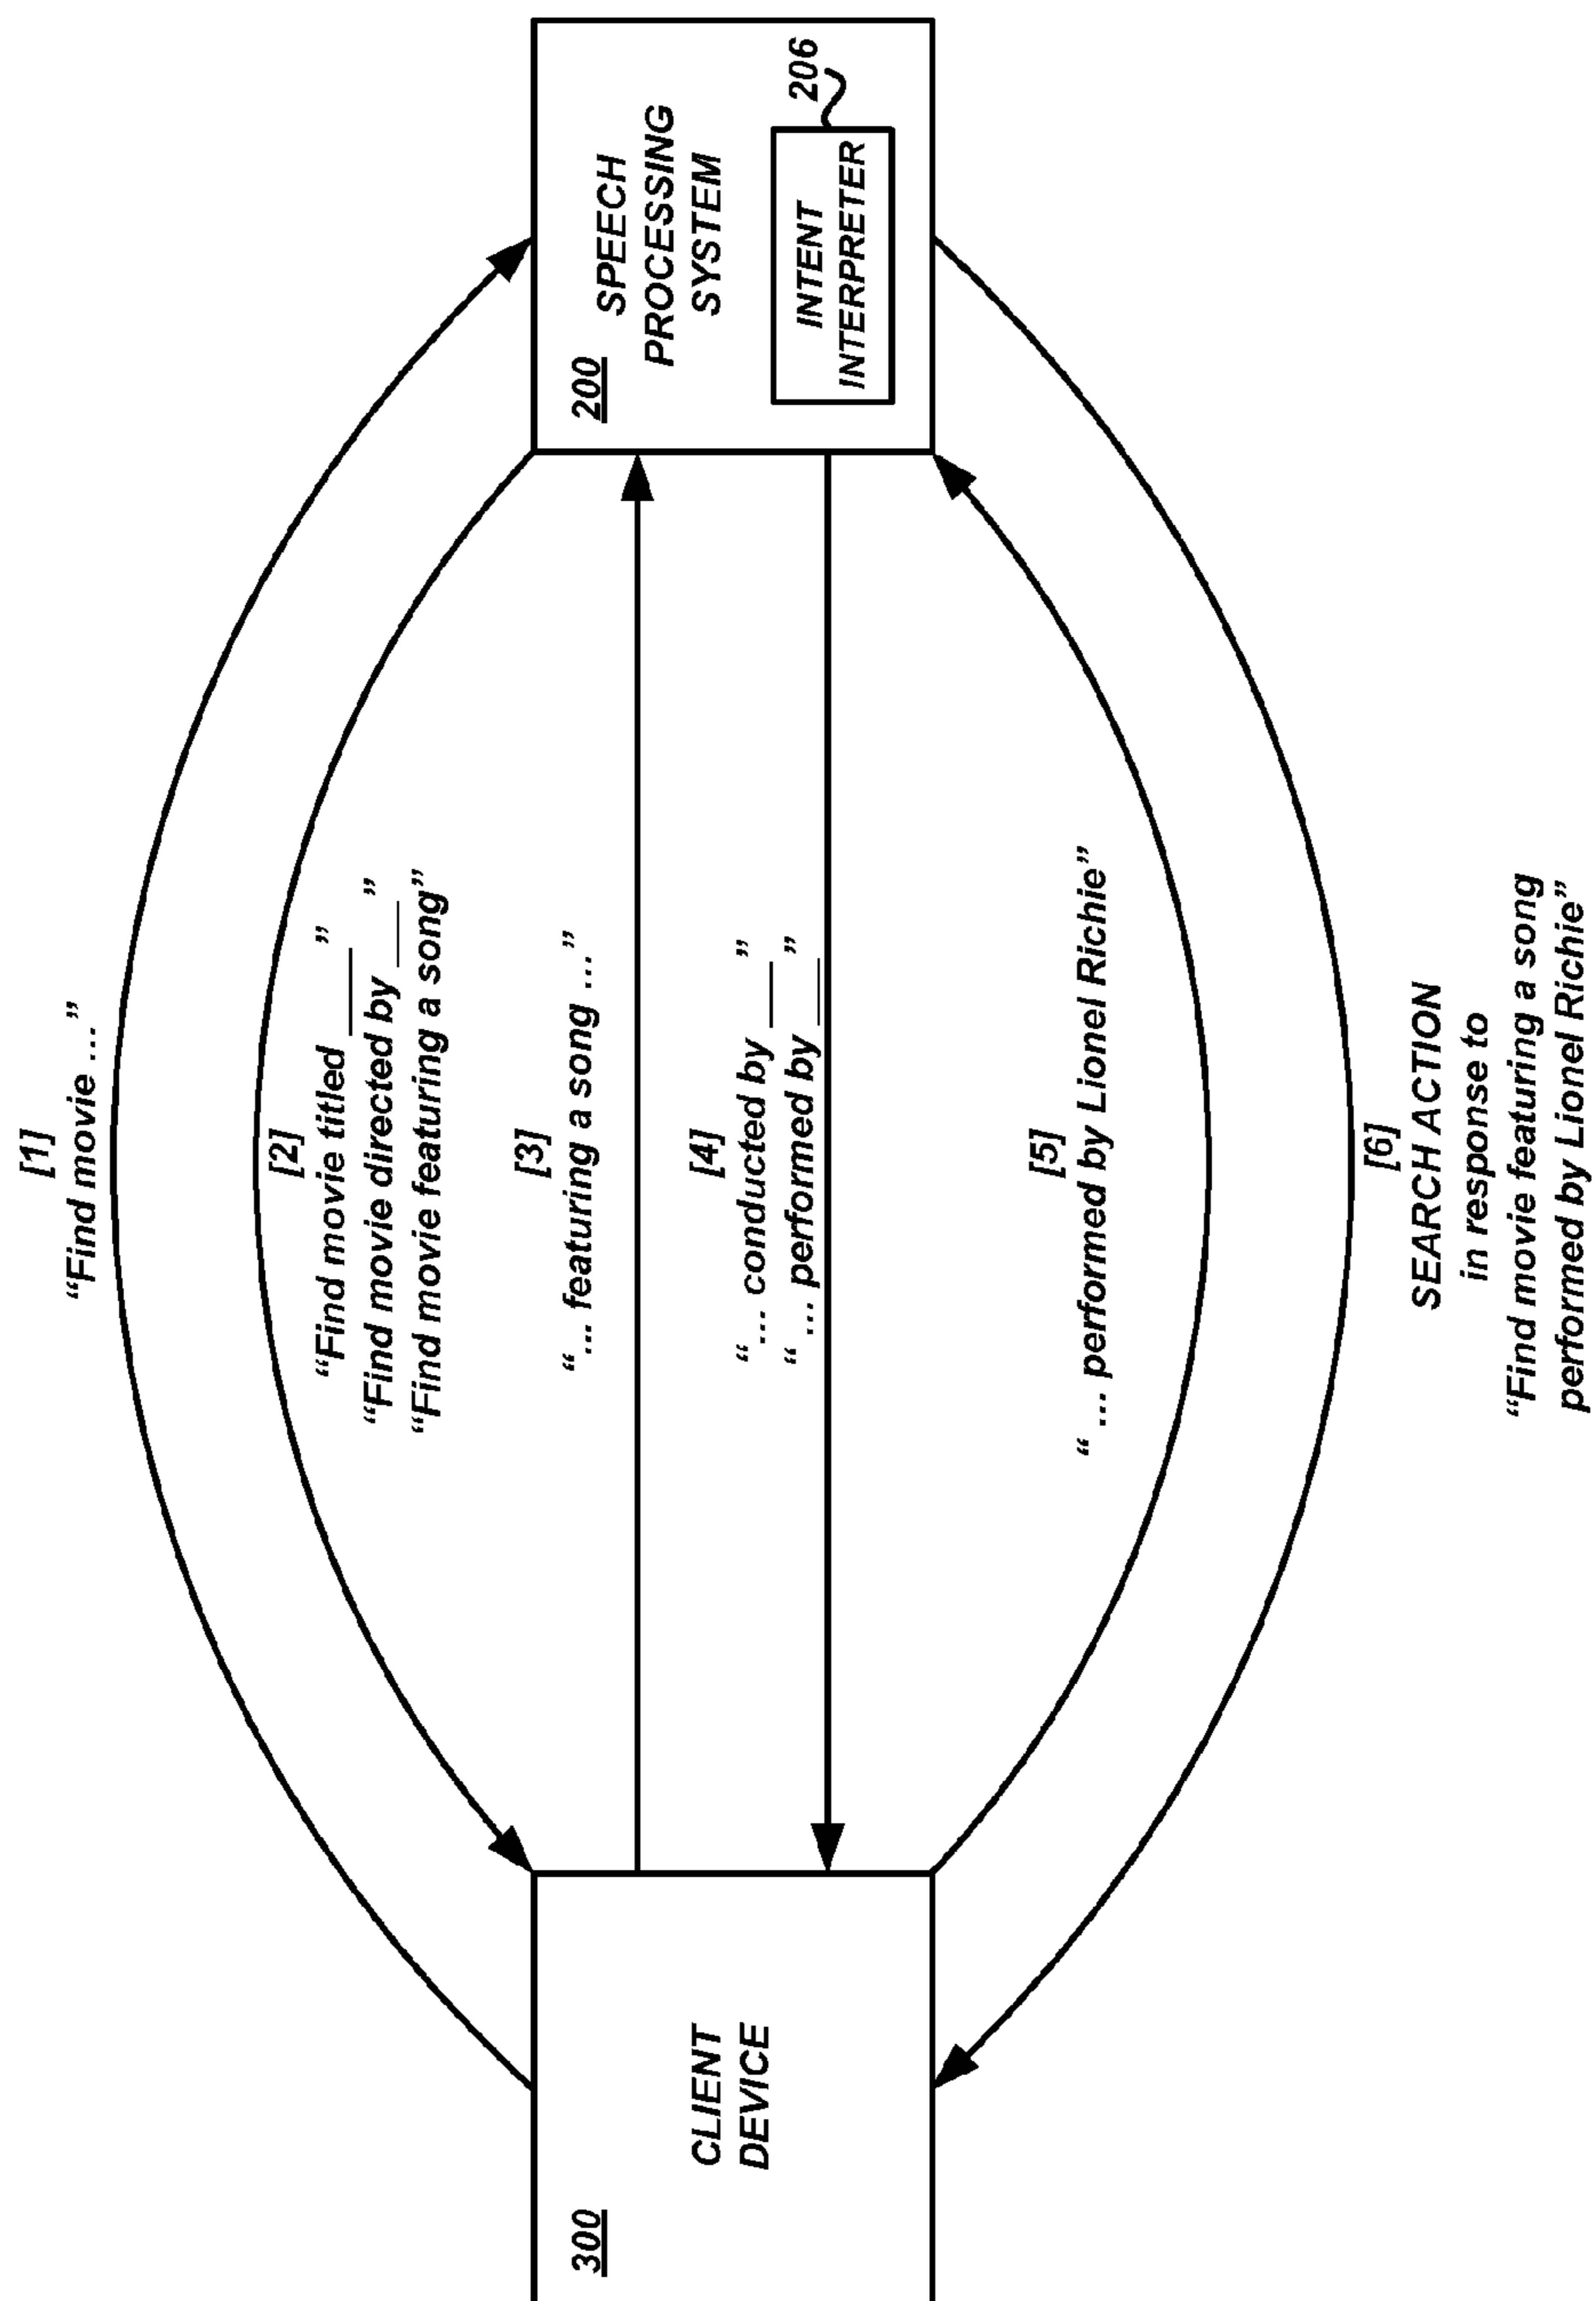 [1]
“Find movie ...”
[2]
“Find movie titled ____”
“Find movie directed by ___”
“Find movie featuring a song”
[3]
“... featuring a song ...”
[4]
“... conducted by ___”
“... performed by ___”
[5]
“ ... performed by Lionel Richie”
[6]
SEARCH ACTION
in response to
“Find movie featuring a song
performed by Lionel Richie”
300
CLIENT
DEVICE
200
SPEECH
PROCESSING
SYSTEM
206
INTENT
INTERPRETER